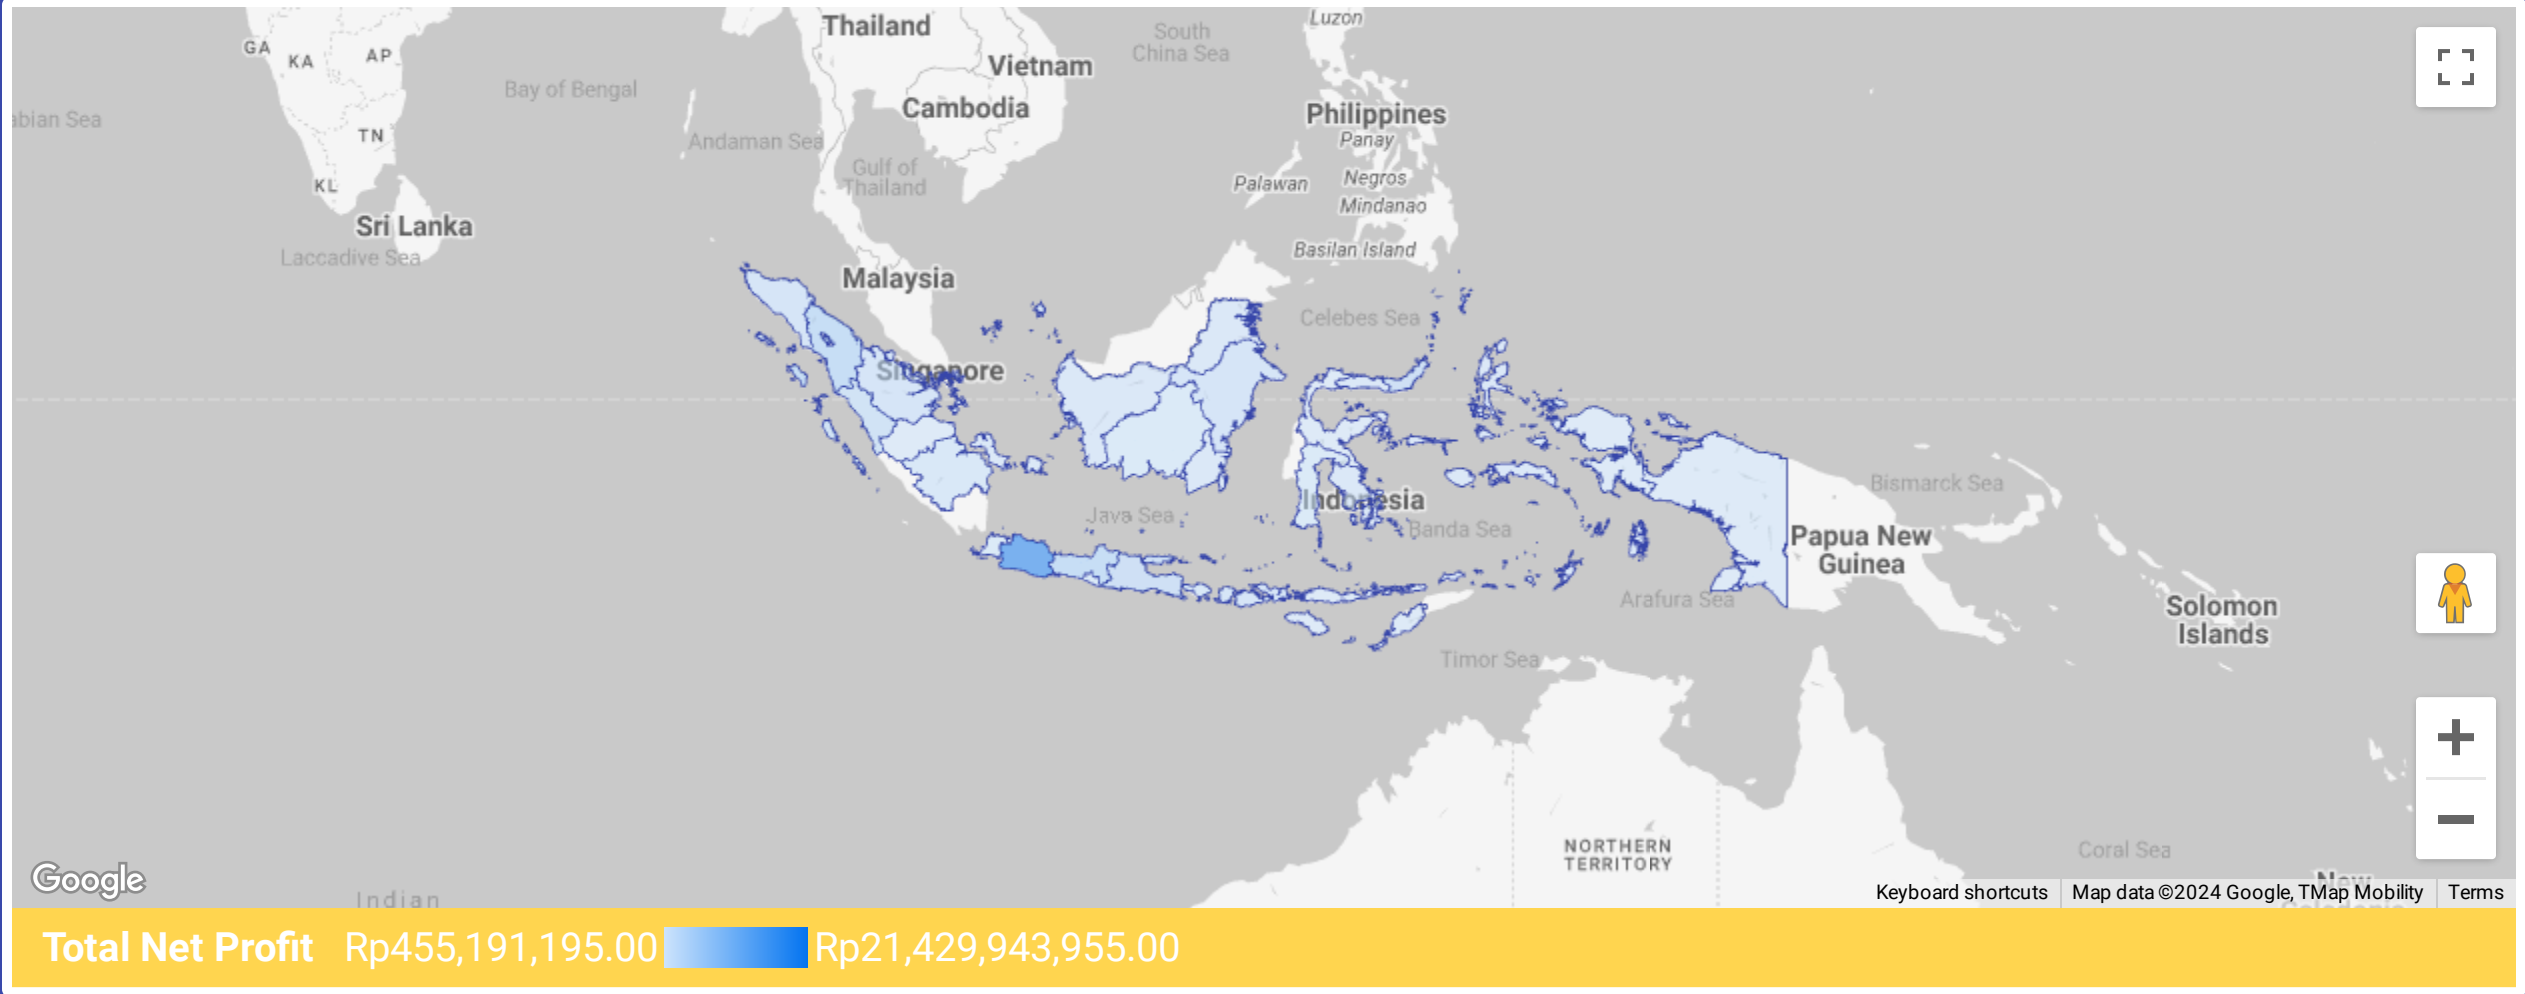 Thailand
Luzon
South
China Sea
GA
KA
AP
Vietnam
Bay of Bengal
Cambodia
Philippines
abian Sea
TN
Andaman Sea
Panay
Gulf of
Thailand
KL
Palawan
Negros
Mindanao
Sri Lanka
Basilan Island
Laccadive Sea
Malaysia
Celebes Sea
Singapore
Bismarck Sea
Indonesia
Java Sea
Banda Sea
Papua New
Guinea
Arafura Sea
Solomon
Islands
Timor Sea
NORTHERN
TERRITORY
Coral Sea
New
Caledonia
Google
Indian
Keyboard shortcuts
Map data ©2024 Google, TMap Mobility
Terms
Total Net Profit Rp455,191,195.00 Rp21,429,943,955.00